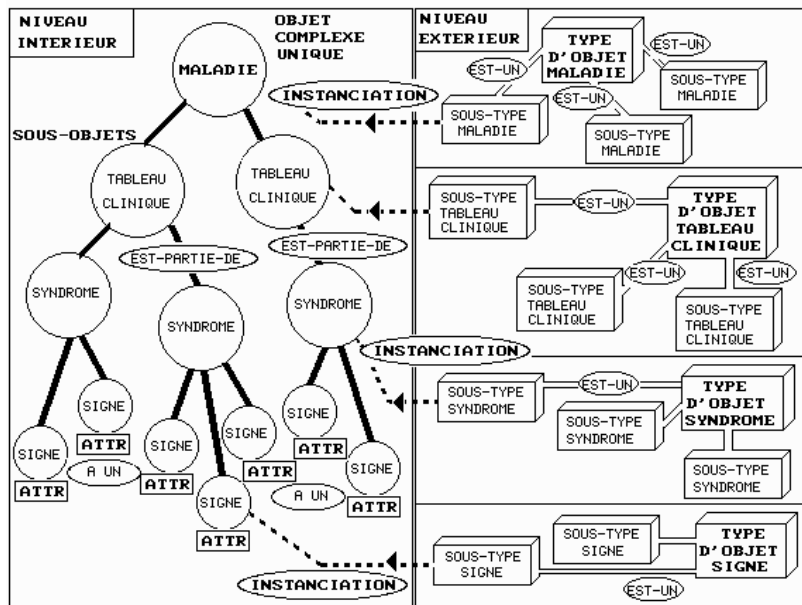 NIVEAU
INTERIEUR
OBJET
COMPLEXE
UNIQUE
MALADIE
INSTANCIATION
SOUS-OBJETS
TABLEAU
CLINIQUE
TABLEAU
CLINIQUE
EST-PARTIE-DE
EST-PARTIE-DE
SYNDROME
SYNDROME
SYNDROME
INSTANCIATION
SIGNE
ATTR
SIGNE
ATTR
A UN
SIGNE
ATTR
SIGNE
ATTR
SIGNE
ATTR
A UN
SIGNE
ATTR
SIGNE
ATTR
INSTANCIATION
NIVEAU
EXTERIEUR
TYPE
D'OBJET
MALADIE
EST-UN
EST-UN
EST-UN
SOUS-TYPE
MALADIE
SOUS-TYPE
MALADIE
SOUS-TYPE
MALADIE
SOUS-TYPE
TABLEAU
CLINIQUE
EST-UN
TYPE
D'OBJET
TABLEAU
CLINIQUE
EST-UN
EST-UN
SOUS-TYPE
TABLEAU
CLINIQUE
SOUS-TYPE
TABLEAU
CLINIQUE
SOUS-TYPE
SYNDROME
EST-UN
TYPE
D'OBJET
SYNDROME
SOUS-TYPE
SYNDROME
SOUS-TYPE
SYNDROME
SOUS-TYPE
SIGNE
SOUS-TYPE
SIGNE
TYPE
D'OBJET
SIGNE
EST-UN